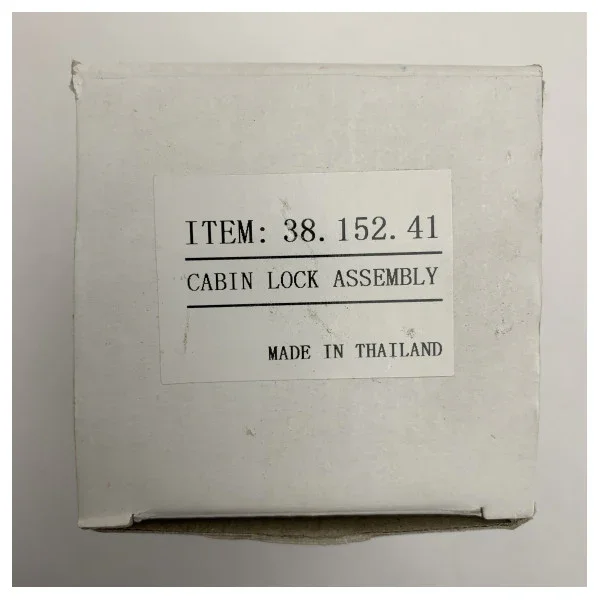 ITEM: 38.152.41
CABIN LOCK ASSEMBLY
MADE IN THAILAND